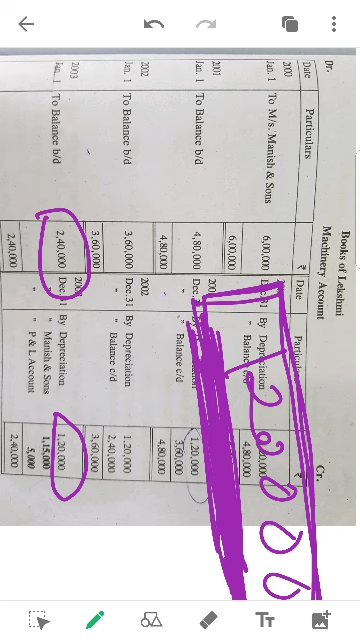 Books of Lekshmi
Machinery Account
Dr. Cr.
Date Particulars ₹ Date ₹
2000
Jan. 1 To M/s. Manish & Sons 6,00,000 By Depreciation
" Balance 4,80,000
6,00,000
2001
Jan. 1 To Balance b/d 4,80,000 Dec. 1,20,000
" Balance c/d 3,60,000
4,80,000 4,80,000
2002 2002
Jan. 1 To Balance b/d 3,60,000 Dec. 31 By Depreciation 1,20,000
" " Balance c/d 2,40,000
3,60,000 3,60,000
2003
Jan. 1 To Balance b/d 2,40,000 Dec. 31 By Depreciation 1,20,000
" " Manish & Sons 1,15,000
" " P & L Account 5,000
2,40,000 2,40,000
TT